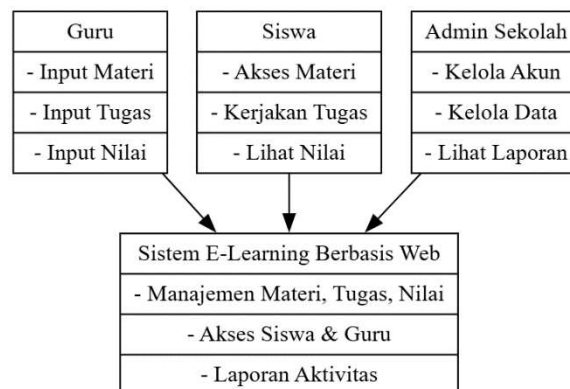 Guru
- Input Materi
- Input Tugas
- Input Nilai
Siswa
- Akses Materi
- Kerjakan Tugas
- Lihat Nilai
Admin Sekolah
- Kelola Akun
- Kelola Data
- Lihat Laporan
Sistem E-Learning Berbasis Web
- Manajemen Materi, Tugas, Nilai
- Akses Siswa & Guru
- Laporan Aktivitas